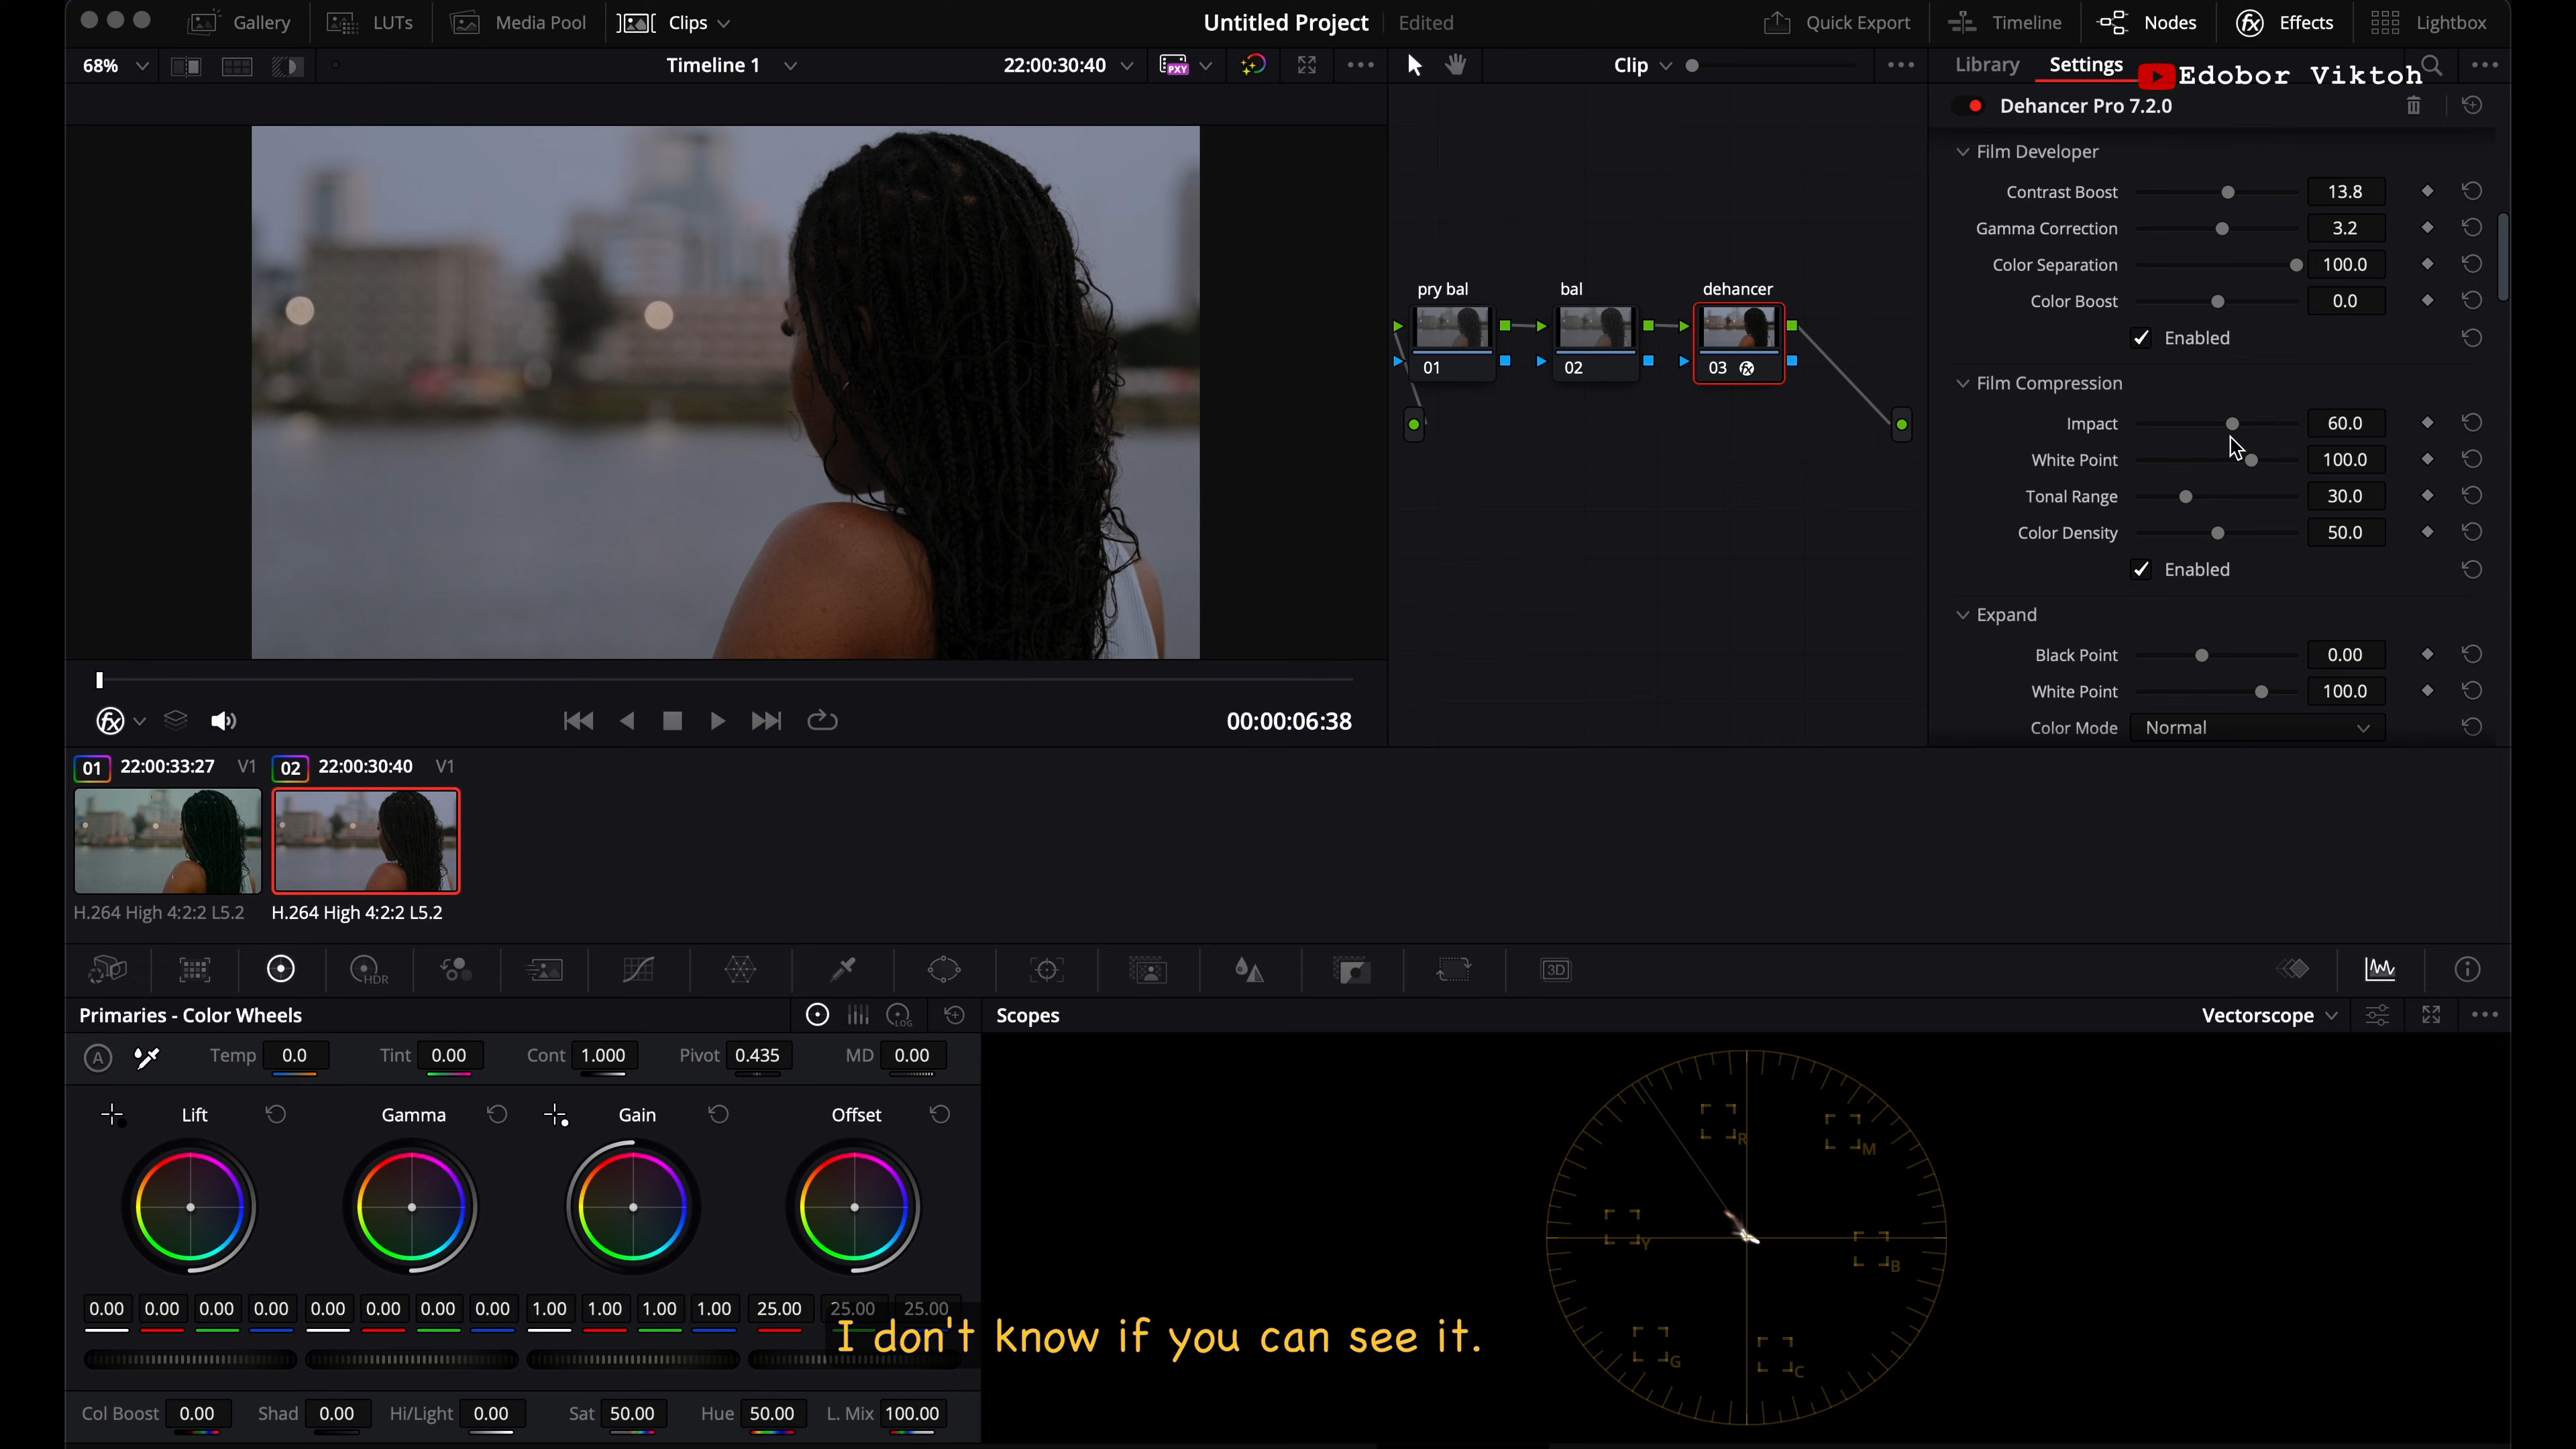 Gallery LUTs Media Pool Clips Untitled Project Edited Quick Export Timeline Nodes Effects Lightbox
68% Timeline 1 22:00:30:40 PXY Clip Library Settings Edobor Viktoh
Dehancer Pro 7.2.0
Film Developer
Contrast Boost 13.8
Gamma Correction 3.2
Color Separation 100.0
Color Boost 0.0
Enabled
Film Compression
Impact 60.0
White Point 100.0
Tonal Range 30.0
Color Density 50.0
Enabled
Expand
Black Point 0.00
White Point 100.0
Color Mode Normal
pry bal bal dehancer
01 02 03 fx
fx 00:00:06:38
01 22:00:33:27 V1 02 22:00:30:40 V1
H.264 High 4:2:2 L5.2 H.264 High 4:2:2 L5.2
HDR 3D
Primaries - Color Wheels LOG Scopes Vectorscope
A Temp 0.0 Tint 0.00 Cont 1.000 Pivot 0.435 MD 0.00
Lift Gamma Gain Offset
R M
Y B
G C
0.00 0.00 0.00 0.00 0.00 0.00 0.00 0.00 1.00 1.00 1.00 1.00 25.00 25.00 25.00
I don't know if you can see it.
Col Boost 0.00 Shad 0.00 Hi/Light 0.00 Sat 50.00 Hue 50.00 L. Mix 100.00